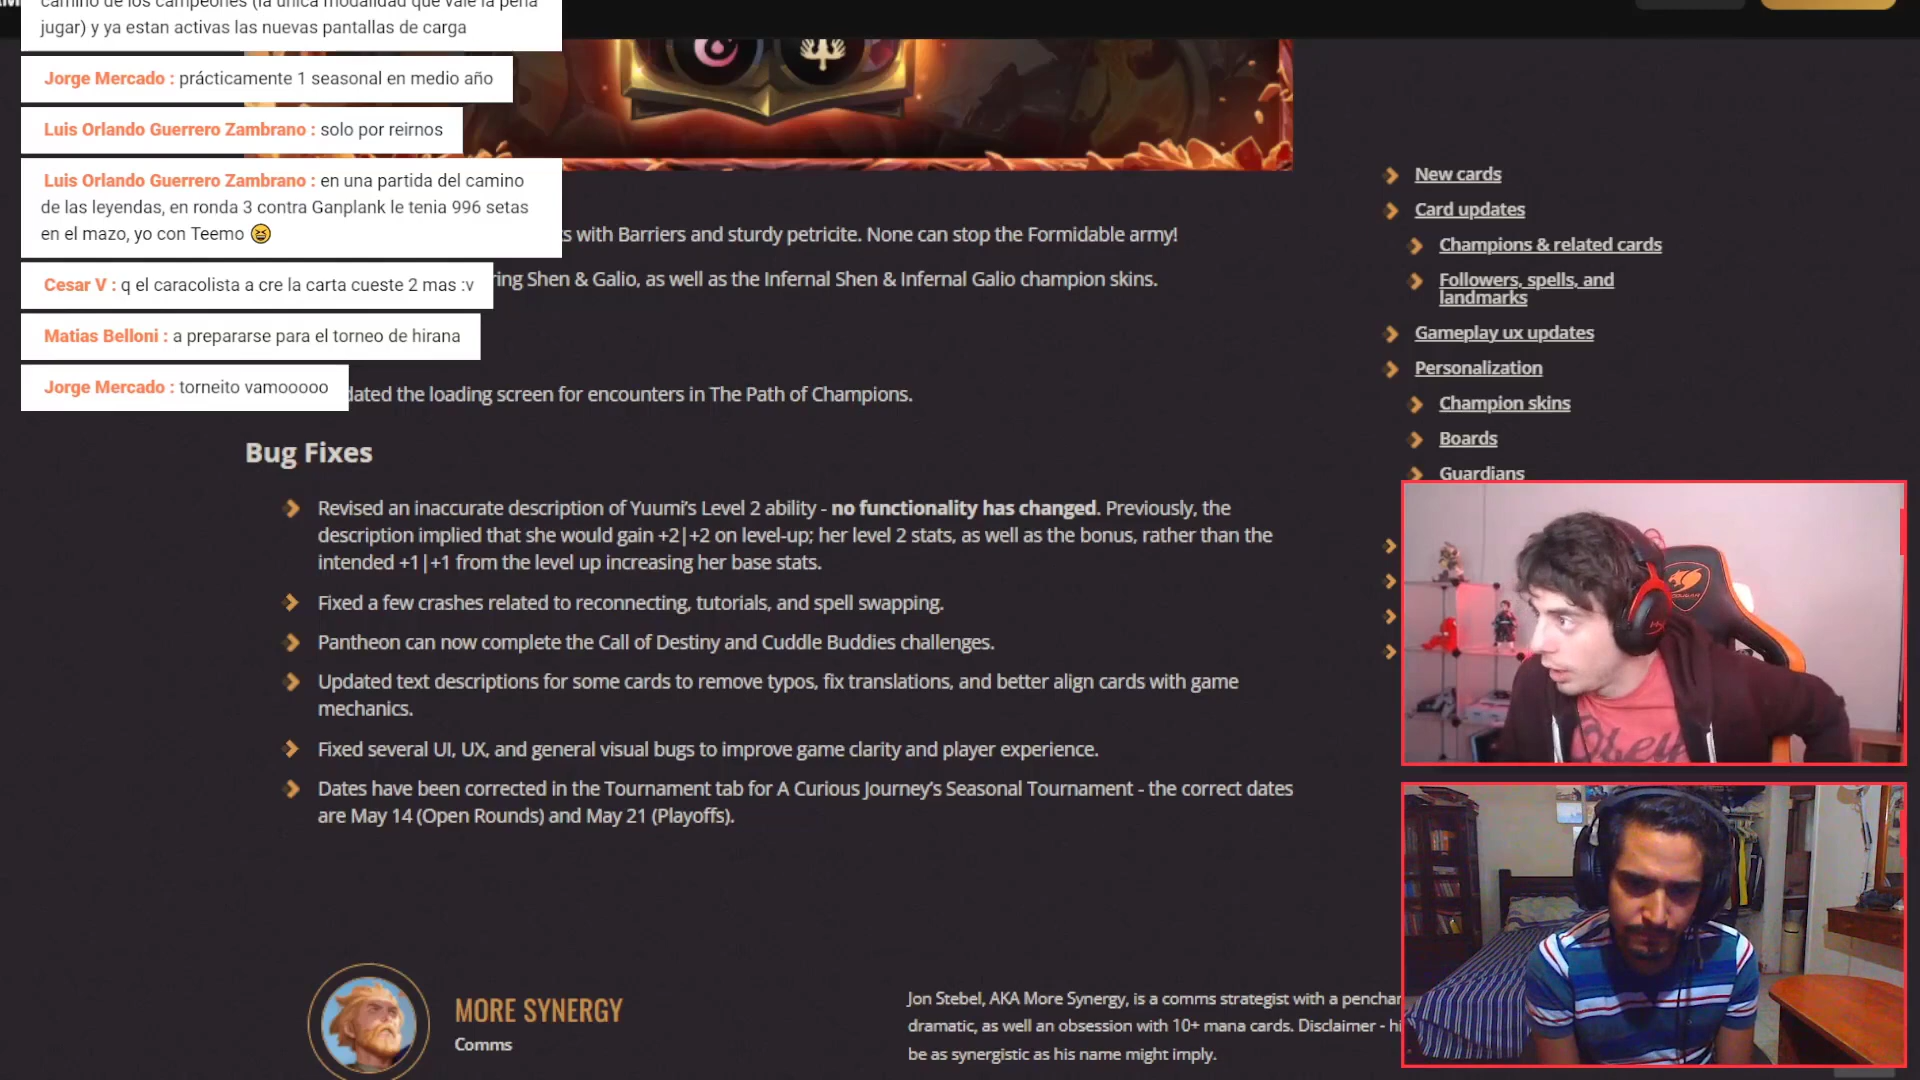 camino de los campeones (la unica modalidad que vale la pena
jugar) y ya estan activas las nuevas pantallas de carga
Jorge Mercado : prácticamente 1 seasonal en medio año
Luis Orlando Guerrero Zambrano : solo por reirnos
Luis Orlando Guerrero Zambrano : en una partida del camino
de las leyendas, en ronda 3 contra Ganplank le tenia 996 setas
en el mazo, yo con Teemo 😆
Cesar V : q el caracolista a cre la carta cueste 2 mas :v
Matias Belloni : a prepararse para el torneo de hirana
Jorge Mercado : torneito vamooooo
with Barriers and sturdy petricite. None can stop the Formidable army!
Shen & Galio, as well as the Infernal Shen & Infernal Galio champion skins.
the loading screen for encounters in The Path of Champions.
Bug Fixes
Revised an inaccurate description of Yuumi's Level 2 ability - no functionality has changed. Previously, the
description implied that she would gain +2|+2 on level-up; her level 2 stats, as well as the bonus, rather than the
intended +1|+1 from the level up increasing her base stats.
Fixed a few crashes related to reconnecting, tutorials, and spell swapping.
Pantheon can now complete the Call of Destiny and Cuddle Buddies challenges.
Updated text descriptions for some cards to remove typos, fix translations, and better align cards with game
mechanics.
Fixed several UI, UX, and general visual bugs to improve game clarity and player experience.
Dates have been corrected in the Tournament tab for A Curious Journey's Seasonal Tournament - the correct dates
are May 14 (Open Rounds) and May 21 (Playoffs).
MORE SYNERGY
Comms
Jon Stebel, AKA More Synergy, is a comms strategist with a
dramatic, as well an obsession with 10+ mana cards. Disclaimer -
be as synergistic as his name might imply.
New cards
Card updates
Champions & related cards
Followers, spells, and
landmarks
Gameplay ux updates
Personalization
Champion skins
Boards
Guardians
COUGAR